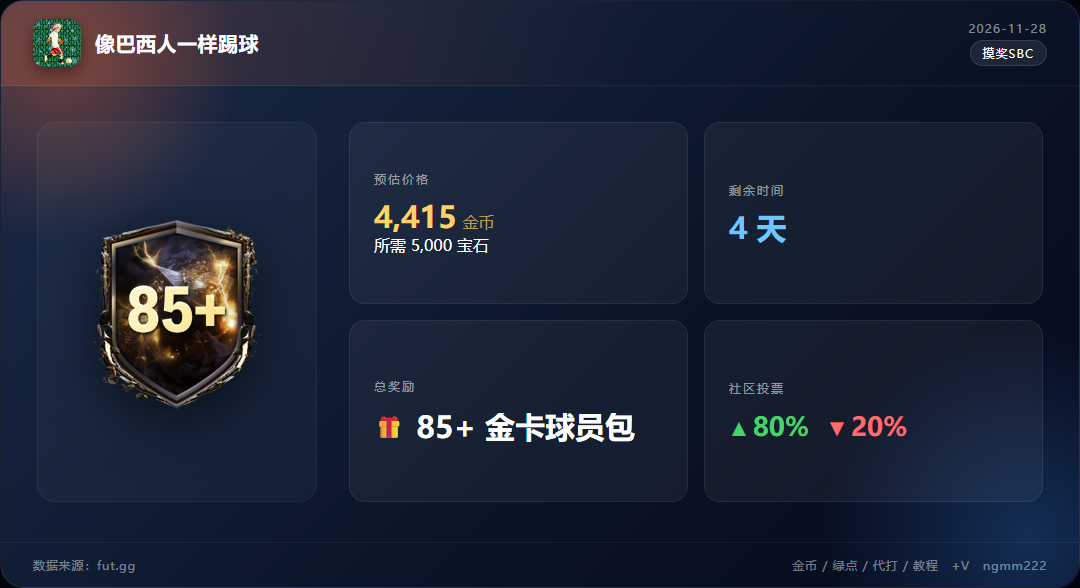 像巴西人一样踢球
2026-11-28
摸奖SBC
85+
预估价格
4,415 金币
所需 5,000 宝石
剩余时间
4 天
总奖励
85+ 金卡球员包
社区投票
▲80% ▼20%
数据来源：fut.gg
金币 / 绿点 / 代打 / 教程 +V ngmm222